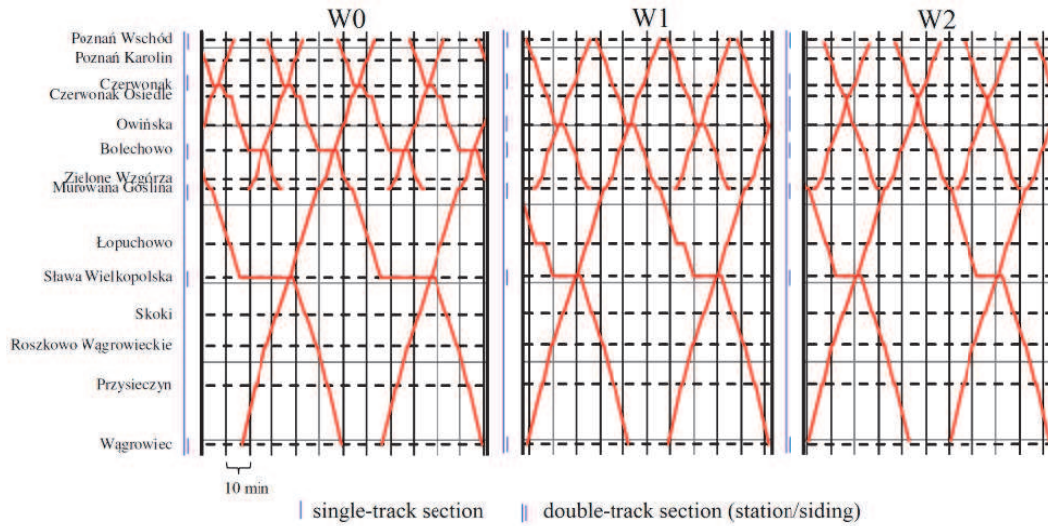 W0 W1 W2
Poznań Wschód
Poznań Karolin
Czerwonak
Czerwonak Osiedle
Owińska
Bolechowo
Zielone Wzgórza
Murowana Goślina
Łopuchowo
Sława Wielkopolska
Skoki
Roszkowo Wągrowieckie
Przysieczyn
Wągrowiec
10 min
single-track section double-track section (station/siding)